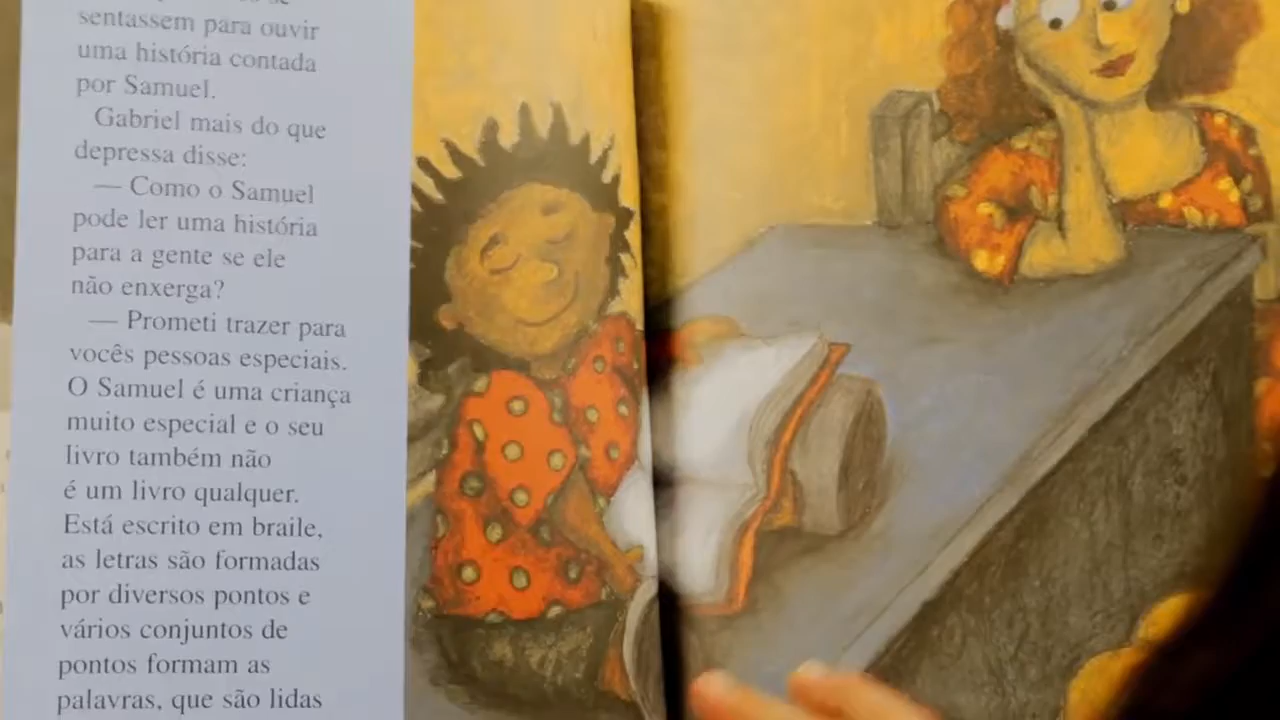 sentassem para ouvir
uma história contada
por Samuel.
Gabriel mais do que
depressa disse:
— Como o Samuel
pode ler uma história
para a gente se ele
não enxerga?
— Prometi trazer para
vocês pessoas especiais.
O Samuel é uma criança
muito especial e o seu
livro também não
é um livro qualquer.
Está escrito em braile,
as letras são formadas
por diversos pontos e
vários conjuntos de
pontos formam as
palavras, que são lidas